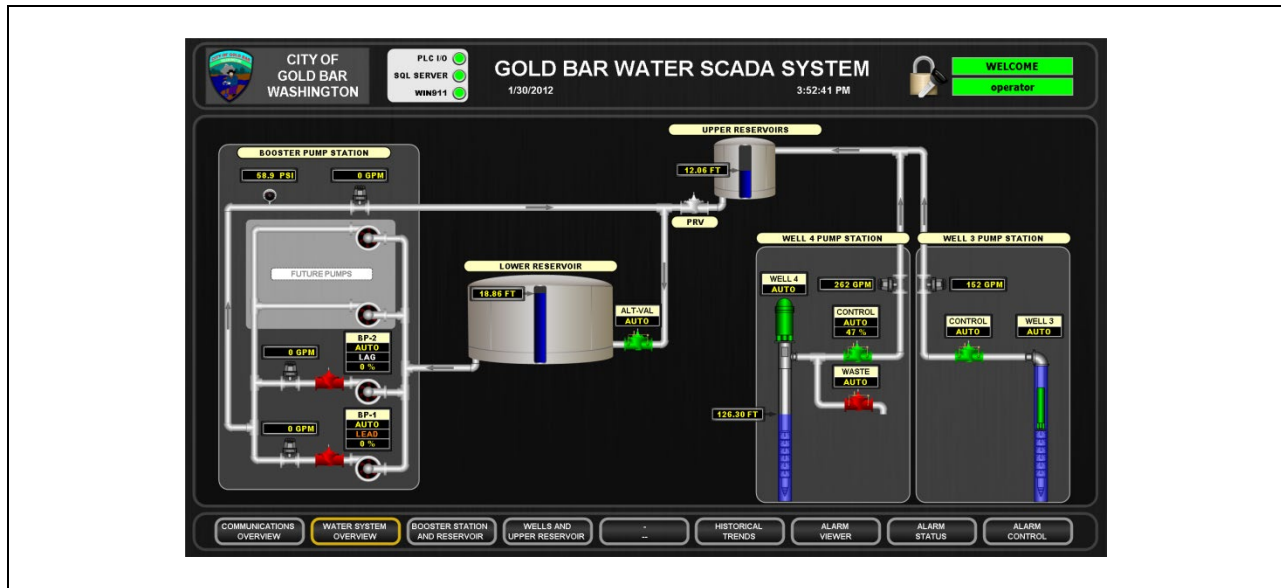 CITY OF
GOLD BAR
WASHINGTON
PLC I/O
SQL SERVER
WIN911
GOLD BAR WATER SCADA SYSTEM
1/30/2012
3:52:41 PM
WELCOME
operator
UPPER RESERVOIRS
12.06 FT
PRV
BOOSTER PUMP STATION
58.9 PSI
0 GPM
FUTURE PUMPS
BP-2
AUTO
LAG
0 %
0 GPM
BP-1
AUTO
LEAD
0 %
0 GPM
LOWER RESERVOIR
18.86 FT
ALT-VAL
AUTO
WELL 4 PUMP STATION
WELL 4
AUTO
262 GPM
CONTROL
AUTO
47 %
WASTE
AUTO
126.30 FT
WELL 3 PUMP STATION
152 GPM
CONTROL
AUTO
WELL 3
AUTO
COMMUNICATIONS
OVERVIEW
WATER SYSTEM
OVERVIEW
BOOSTER STATION
AND RESERVOIR
WELLS AND
UPPER RESERVOIR
-
--
HISTORICAL
TRENDS
ALARM
VIEWER
ALARM
STATUS
ALARM
CONTROL